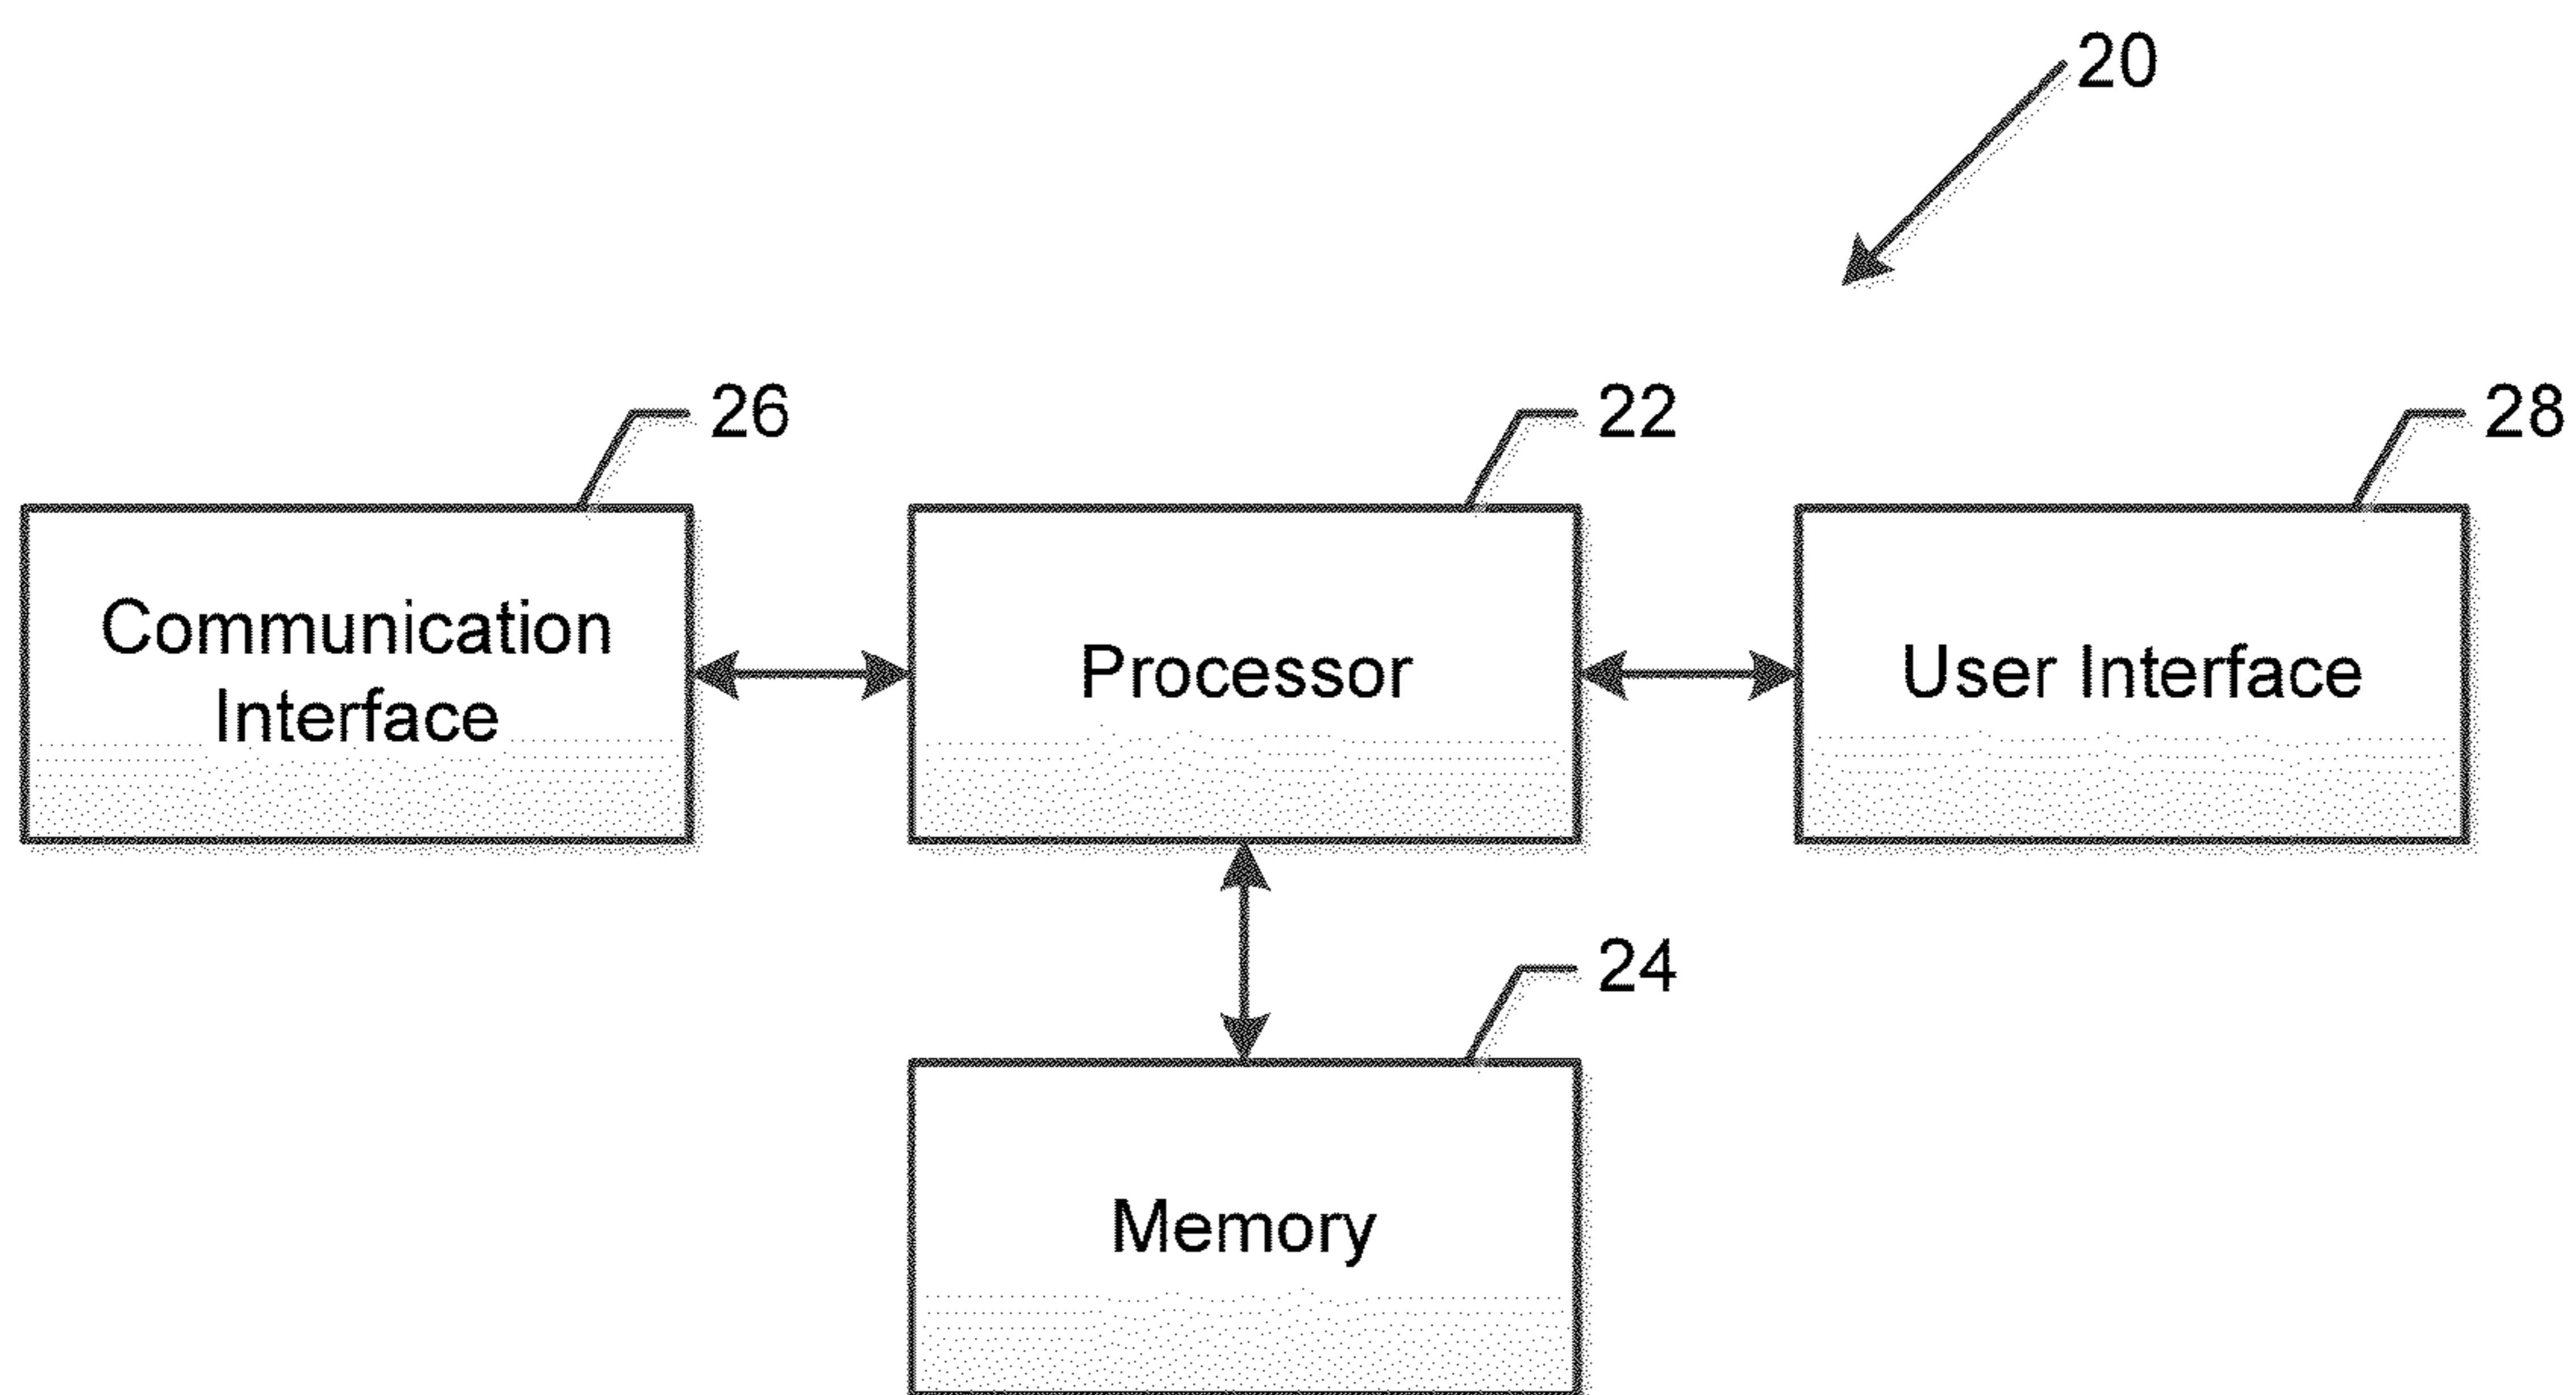 20
26
22
28
Communication
Interface
Processor
User Interface
24
Memory